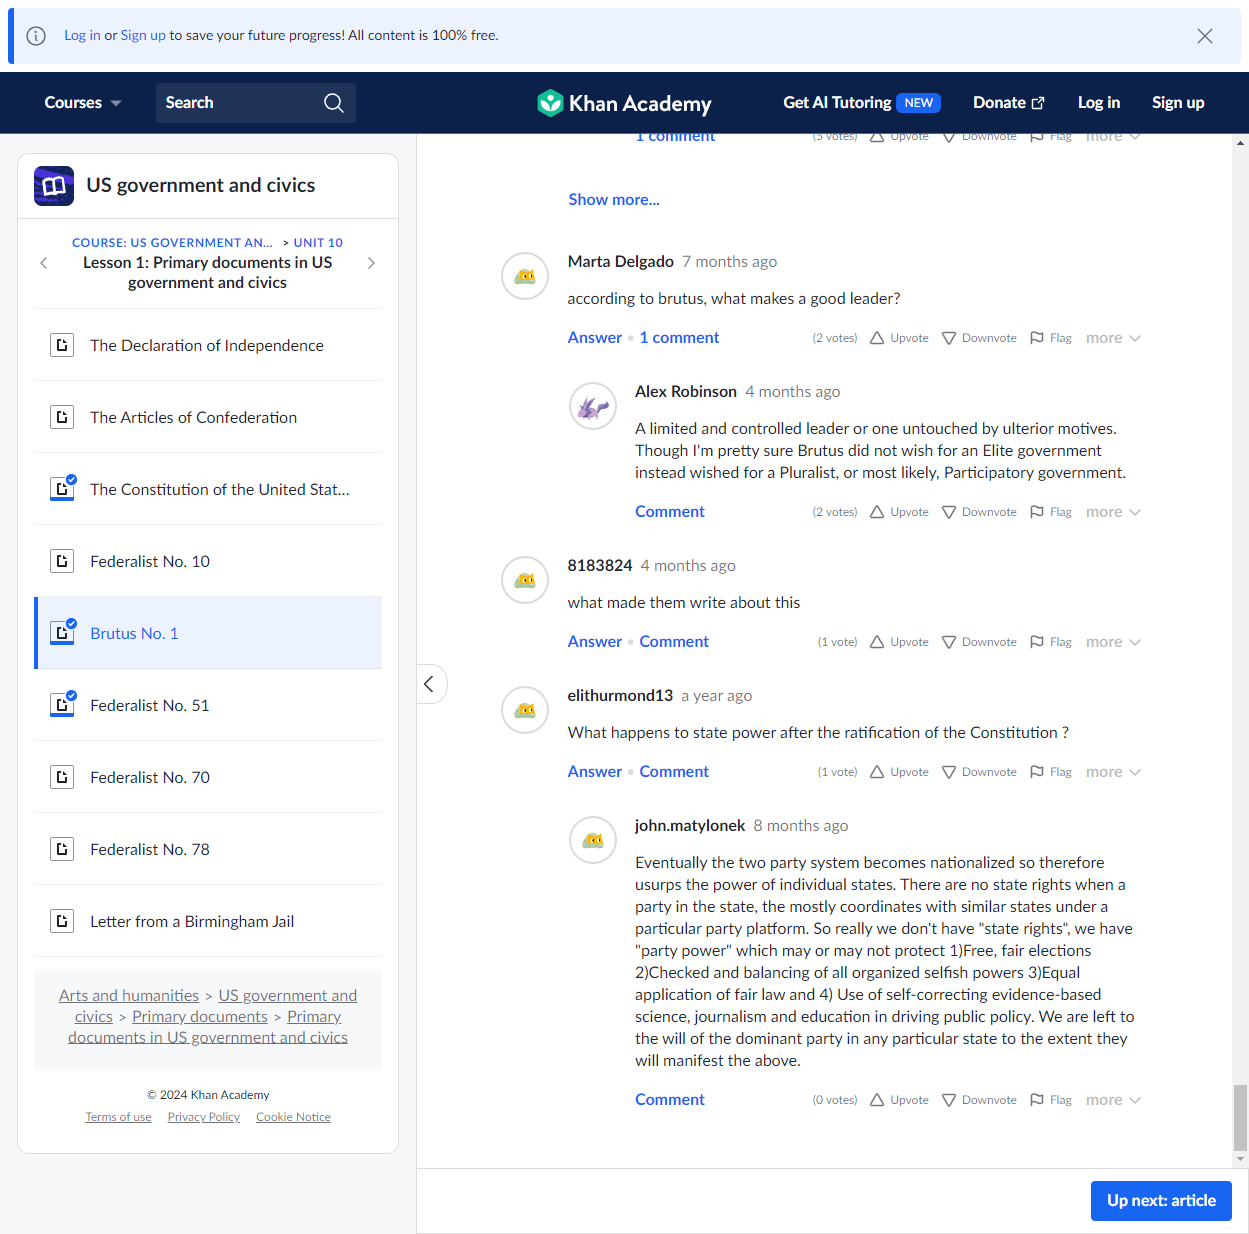 Log in or Sign up to save your future progress! All content is 100% free.
Courses
Search
Khan Academy
Get AI Tutoring NEW
Donate
Log in
Sign up
US government and civics
COURSE: US GOVERNMENT AN... > UNIT 10
Lesson 1: Primary documents in US
government and civics
The Declaration of Independence
The Articles of Confederation
The Constitution of the United Stat...
Federalist No. 10
Brutus No. 1
Federalist No. 51
Federalist No. 70
Federalist No. 78
Letter from a Birmingham Jail
Arts and humanities > US government and
civics > Primary documents > Primary
documents in US government and civics
© 2024 Khan Academy
Terms of use Privacy Policy Cookie Notice
1 comment (5 votes) Upvote Downvote Flag more
Show more...
Marta Delgado 7 months ago
according to brutus, what makes a good leader?
Answer • 1 comment (2 votes) Upvote Downvote Flag more
Alex Robinson 4 months ago
A limited and controlled leader or one untouched by ulterior motives.
Though I'm pretty sure Brutus did not wish for an Elite government
instead wished for a Pluralist, or most likely, Participatory government.
Comment (2 votes) Upvote Downvote Flag more
8183824 4 months ago
what made them write about this
Answer • Comment (1 vote) Upvote Downvote Flag more
elithurmond13 a year ago
What happens to state power after the ratification of the Constitution ?
Answer • Comment (1 vote) Upvote Downvote Flag more
john.matylonek 8 months ago
Eventually the two party system becomes nationalized so therefore
usurps the power of individual states. There are no state rights when a
party in the state, the mostly coordinates with similar states under a
particular party platform. So really we don't have "state rights", we have
"party power" which may or may not protect 1)Free, fair elections
2)Checked and balancing of all organized selfish powers 3)Equal
application of fair law and 4) Use of self-correcting evidence-based
science, journalism and education in driving public policy. We are left to
the will of the dominant party in any particular state to the extent they
will manifest the above.
Comment (0 votes) Upvote Downvote Flag more
Up next: article